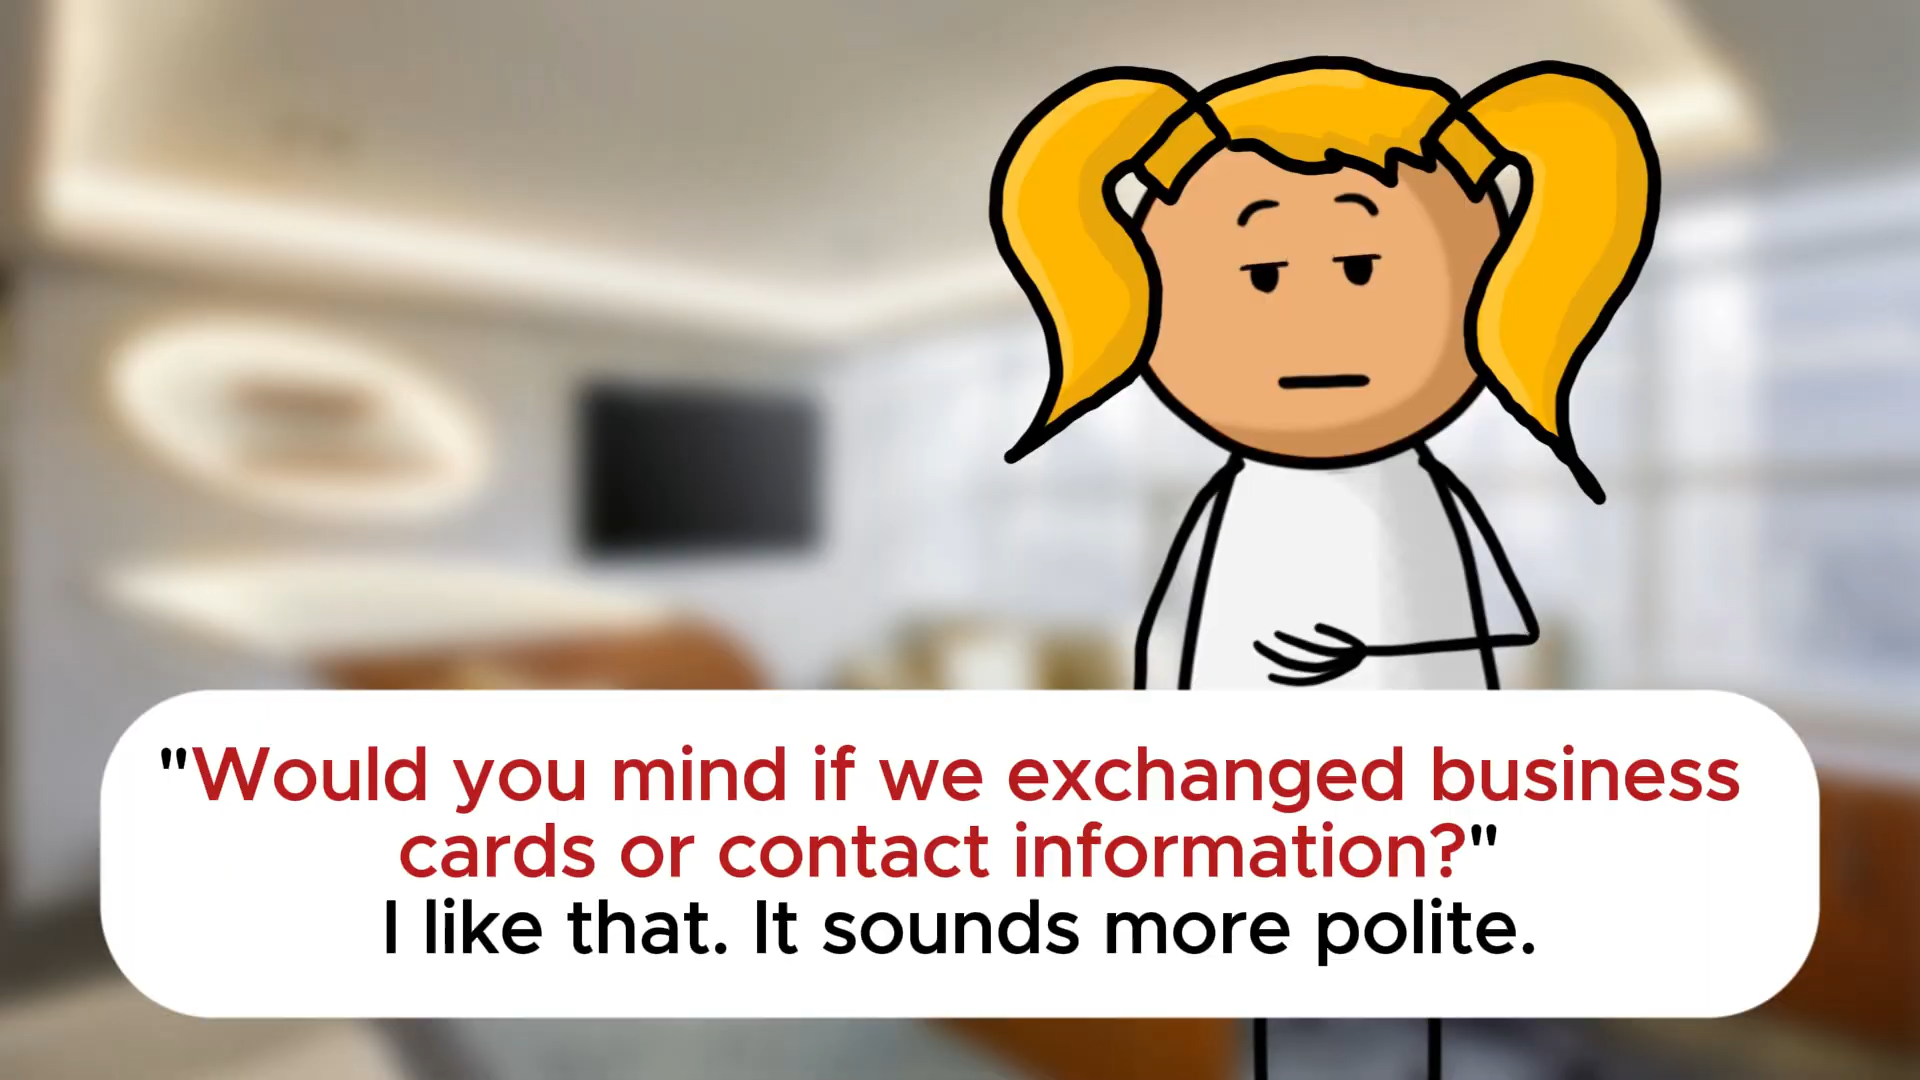 "Would you mind if we exchanged business
cards or contact information?"
I like that. It sounds more polite.